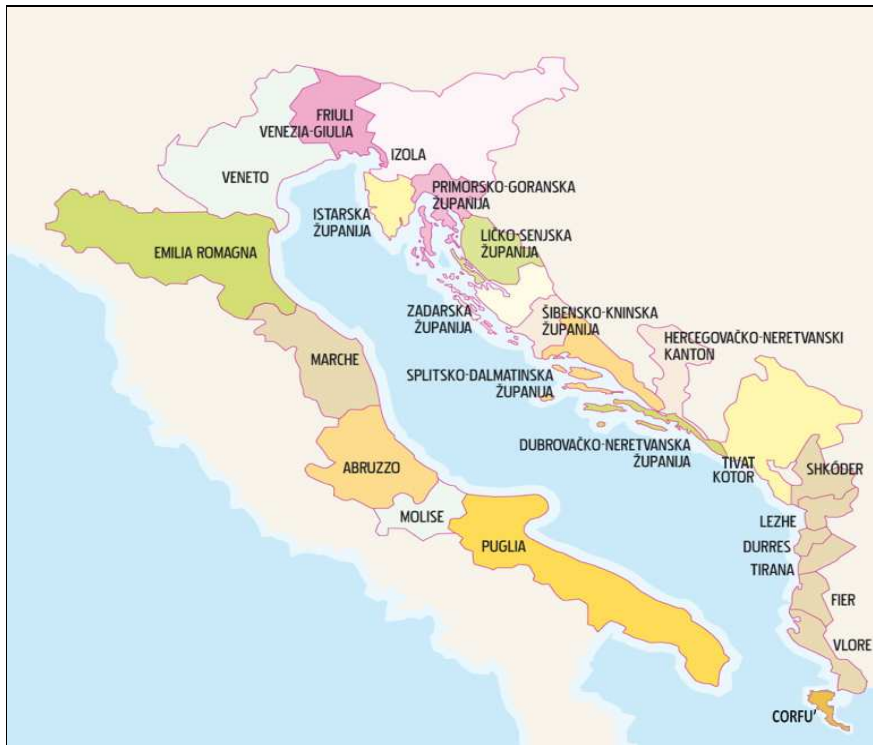 FRIULI
VENEZIA-GIULIA
IZOLA
VENETO
PRIMORSKO-GORANSKA
ŽUPANIJA
ISTARSKA
ŽUPANIJA
LIČKO-SENJSKA
ŽUPANIJA
EMILIA ROMAGNA
ZADARSKA
ŽUPANIJA
ŠIBENSKO-KNINSKA
ŽUPANIJA
HERCEGOVAČKO-NERETVANSKI
KANTON
MARCHE
SPLITSKO-DALMATINSKA
ŽUPANIJA
DUBROVAČKO-NERETVANSKA
ŽUPANIJA
TIVAT
KOTOR
SHKÓDER
ABRUZZO
MOLISE
LEZHE
PUGLIA
DURRES
TIRANA
FIER
VLORE
CORFU'